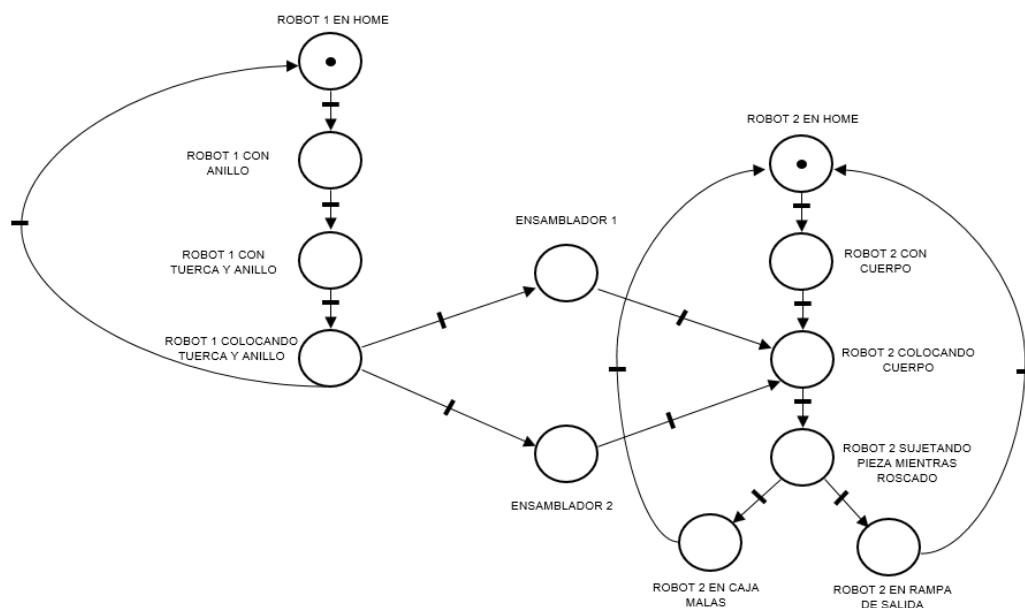 ROBOT 1 EN HOME
ROBOT 1 CON
ANILLO
ROBOT 1 CON
TUERCA Y ANILLO
ROBOT 1 COLOCANDO
TUERCA Y ANILLO
ENSAMBLADOR 1
ENSAMBLADOR 2
ROBOT 2 EN HOME
ROBOT 2 CON
CUERPO
ROBOT 2 COLOCANDO
CUERPO
ROBOT 2 SUJETANDO
PIEZA MIENTRAS
ROSCADO
ROBOT 2 EN CAJA
MALAS
ROBOT 2 EN RAMPA
DE SALIDA